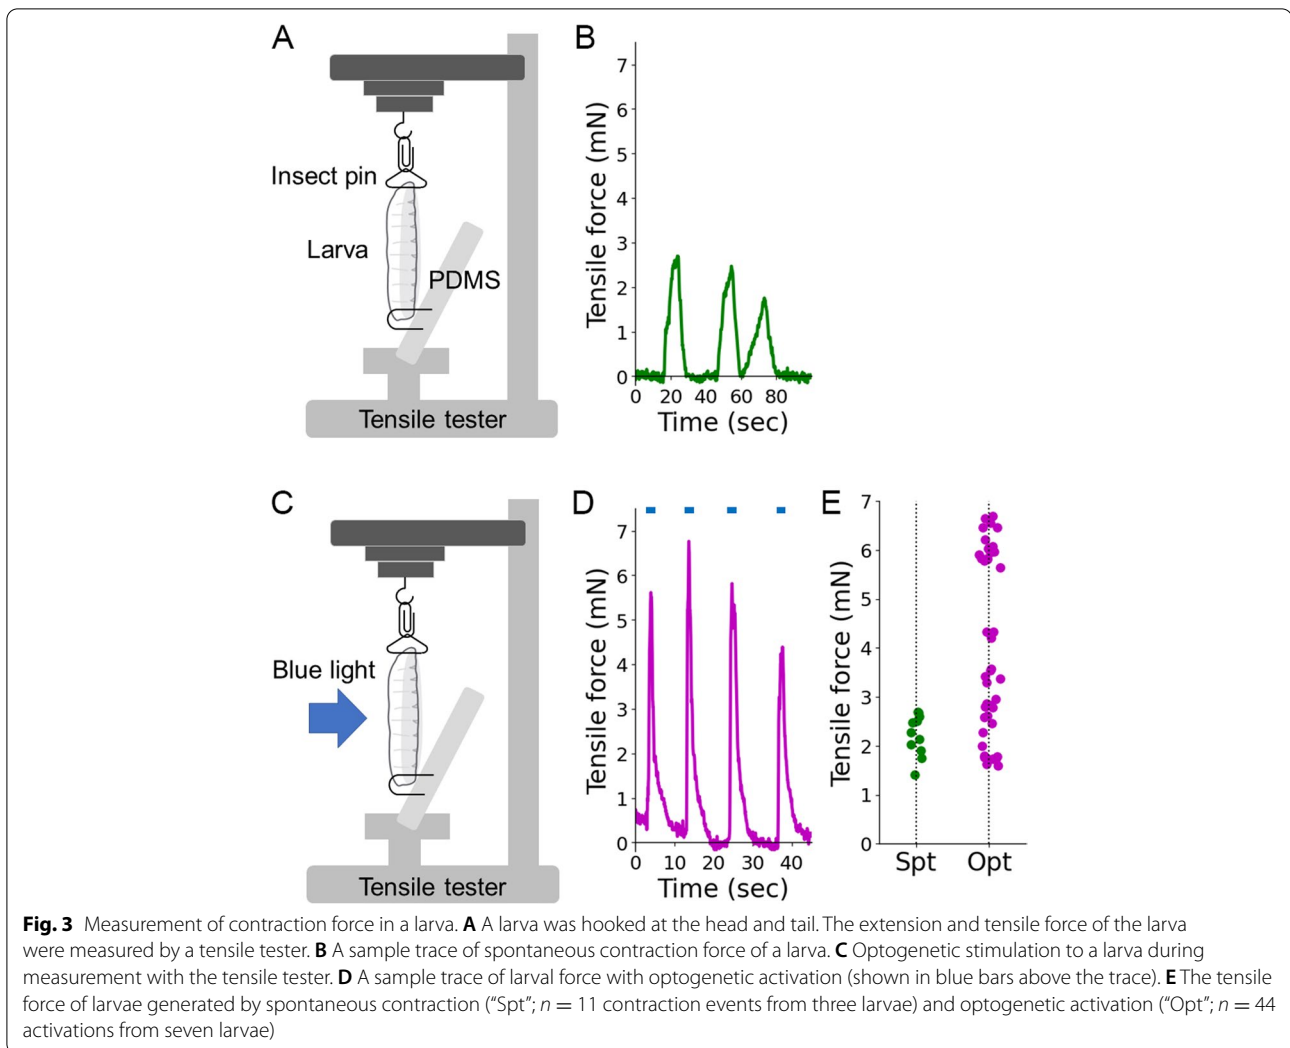 A
Insect pin
Larva
PDMS
Tensile tester
B
Tensile force (mN)
7
6
5
4
3
2
1
0
0 20 40 60 80
Time (sec)
C
Blue light
Tensile tester
D
Tensile force (mN)
7
6
5
4
3
2
1
0
0 10 20 30 40
Time (sec)
E
Tensile force (mN)
7
6
5
4
3
2
1
0
Spt Opt
Fig. 3 Measurement of contraction force in a larva. A A larva was hooked at the head and tail. The extension and tensile force of the larva
were measured by a tensile tester. B A sample trace of spontaneous contraction force of a larva. C Optogenetic stimulation to a larva during
measurement with the tensile tester. D A sample trace of larval force with optogenetic activation (shown in blue bars above the trace). E The tensile
force of larvae generated by spontaneous contraction (“Spt”; n = 11 contraction events from three larvae) and optogenetic activation (“Opt”; n = 44
activations from seven larvae)